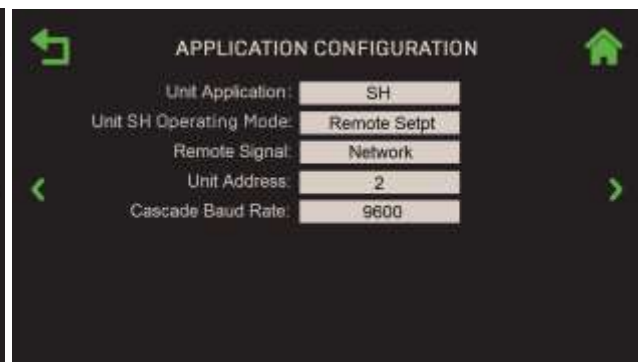 APPLICATION CONFIGURATION
Unit Application: SH
Unit SH Operating Mode: Remote Setpt
Remote Signal: Network
Unit Address: 2
Cascade Baud Rate: 9600